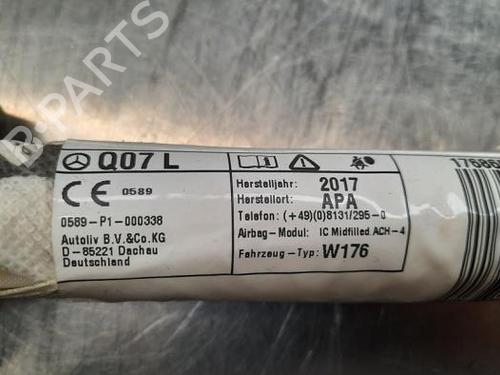 Q07 L
CE 0589
0589-P1-000338
Autoliv B.V.&Co.KG
D-85221 Dachau
Deutschland
Herstelljahr: 2017
Herstellort: APA
Telefon: (+49)(0)8131/295-0
Airbag-Modul: IC Midfilled ACH-4
Fahrzeug-Typ: W176
B-PARTS